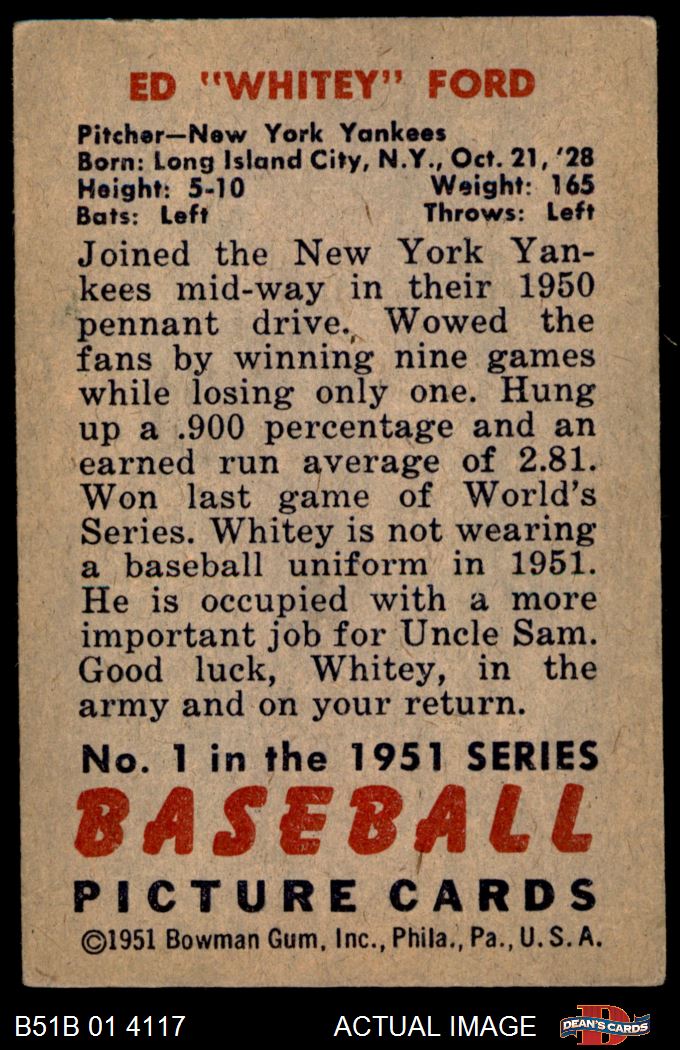 ED "WHITEY" FORD
Pitcher—New York Yankees
Born: Long Island City, N.Y., Oct. 21, '28
Height: 5-10 Weight: 165
Bats: Left Throws: Left
Joined the New York Yan-
kees mid-way in their 1950
pennant drive. Wowed the
fans by winning nine games
while losing only one. Hung
up a .900 percentage and an
earned run average of 2.81.
Won last game of World's
Series. Whitey is not wearing
a baseball uniform in 1951.
He is occupied with a more
important job for Uncle Sam.
Good luck, Whitey, in the
army and on your return.
No. 1 in the 1951 SERIES
BASEBALL
PICTURE CARDS
©1951 Bowman Gum, Inc., Phila., Pa., U.S.A.
B51B 01 4117 ACTUAL IMAGE D DEAN'S CARDS